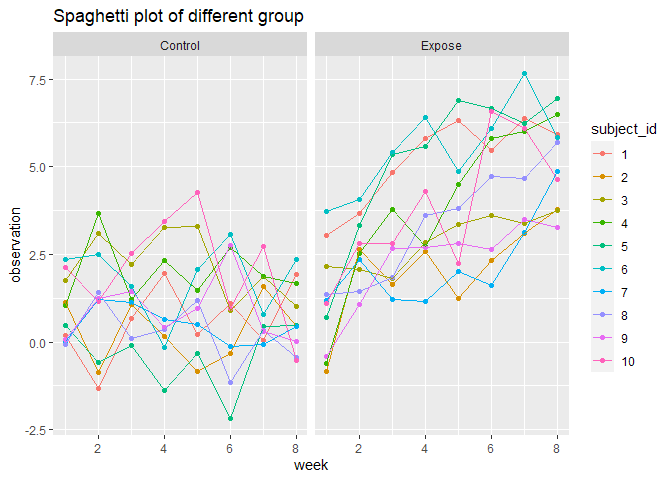 Spaghetti plot of different group
Control
Expose
7.5
5.0
2.5
0.0
-2.5
observation
2 4 6 8
2 4 6 8
week
subject_id
1
2
3
4
5
6
7
8
9
10